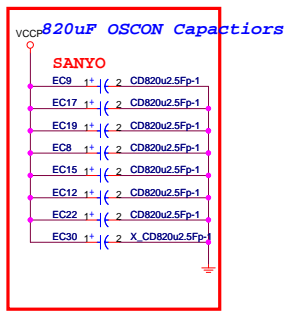 820uF OSCON Capactiors
VCCP
SANYO
EC9 1 + 2 CD820u2.5Fp-1
EC17 1 + 2 CD820u2.5Fp-1
EC19 1 + 2 CD820u2.5Fp-1
EC8 1 + 2 CD820u2.5Fp-1
EC15 1 + 2 CD820u2.5Fp-1
EC12 1 + 2 CD820u2.5Fp-1
EC22 1 + 2 CD820u2.5Fp-1
EC30 1 + 2 X_CD820u2.5Fp-1